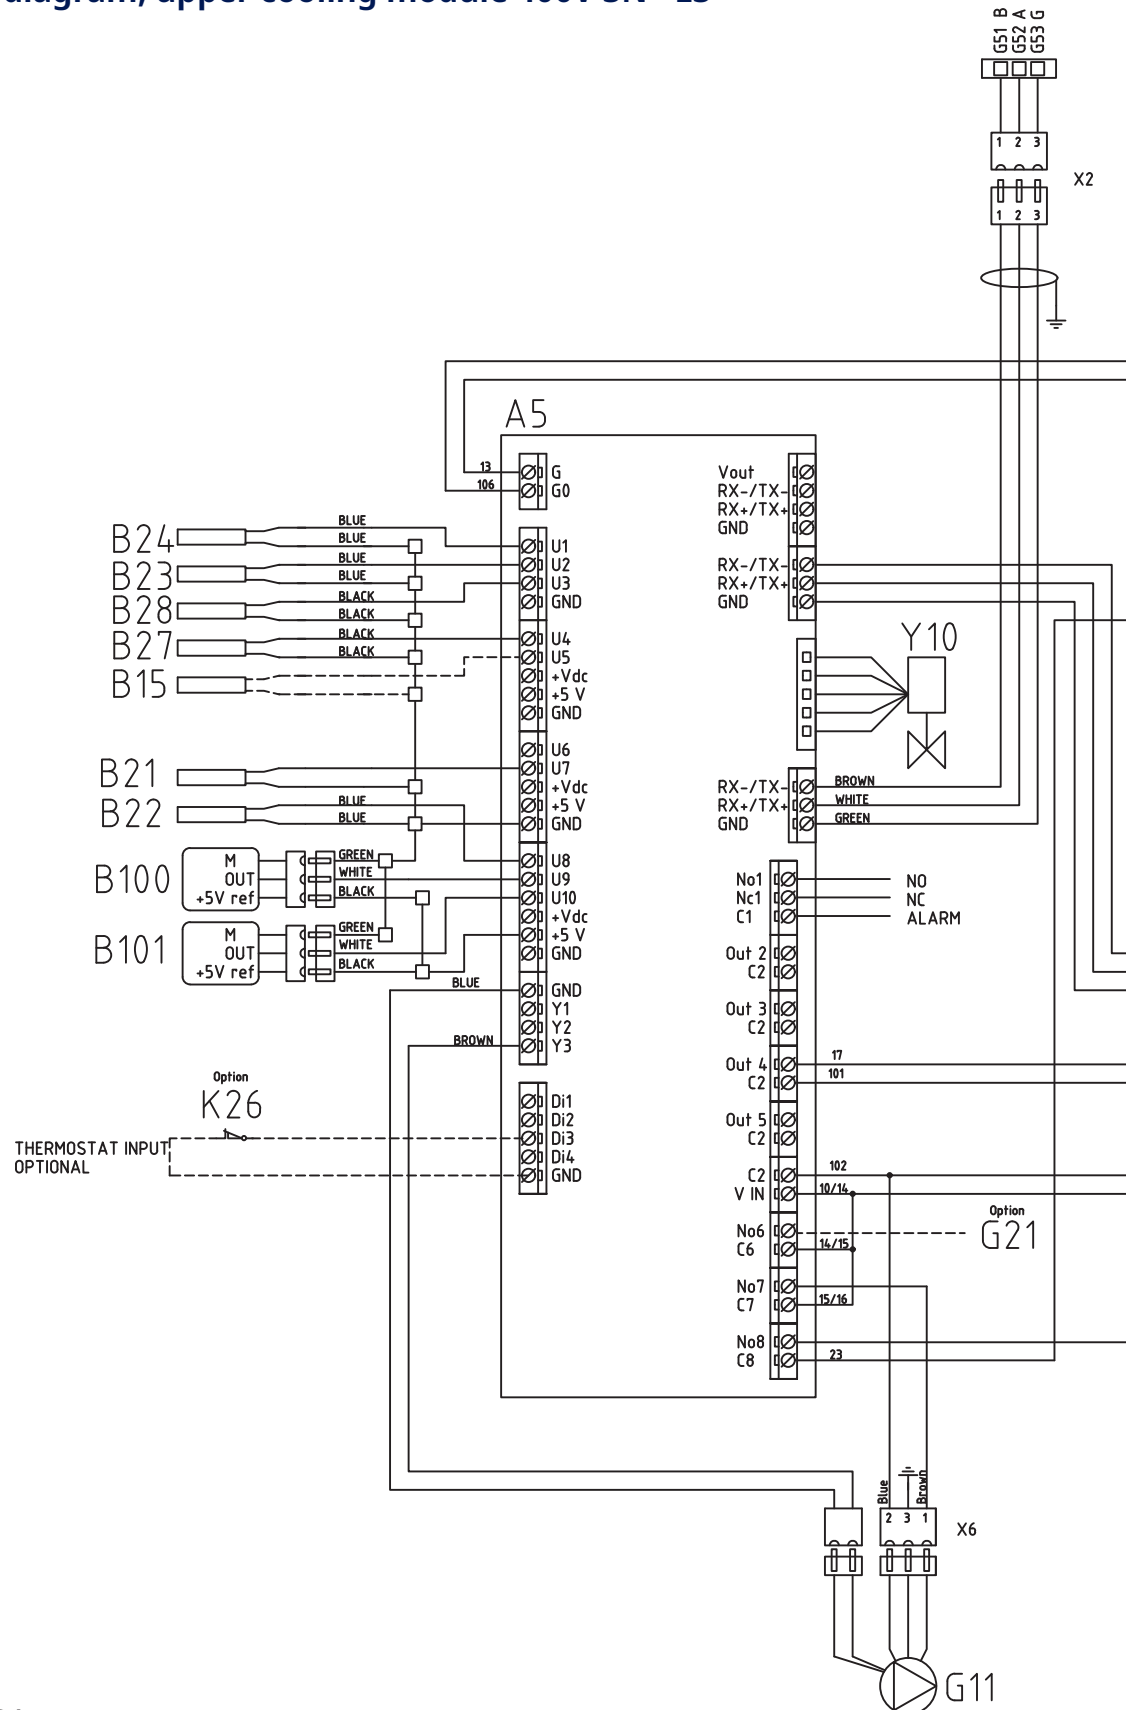 diagram, upper cooling module 400V 3N~ LS
G51 B
G52 A
G53 G
1 2 3
X2
1 2 3
A5
13 G
106 G0
Vout
RX-/TX-
RX+/TX+
GND
B24 BLUE
BLUE
U1
B23 BLUE
BLUE
U2
U3
B28 BLACK
BLACK
GND
RX-/TX-
RX+/TX+
GND
B27 BLACK
BLACK
U4
B15
U5
+Vdc
+5 V
GND
Y10
B21
U6
U7
+Vdc
B22 BLUE
BLUE
+5 V
GND
RX-/TX- BROWN
RX+/TX+ WHITE
GND GREEN
B100
M GREEN U8
OUT WHITE U9
+5V ref BLACK U10
+Vdc
No1 NO
Nc1 NC
C1 ALARM
B101
M GREEN +5 V
OUT WHITE GND
+5V ref BLACK
Out 2
C2
BLUE GND
Y1
Y2
BROWN Y3
Out 3
C2
Out 4 17
C2 101
Option
K26
THERMOSTAT INPUT
OPTIONAL
Di1
Di2
Di3
Di4
GND
Out 5
C2
C2 102
V IN 10/14
Option
No6 G21
C6 14/15
No7
C7 15/16
No8
C8 23
Blue
Brown
2 3 1
X6
G11